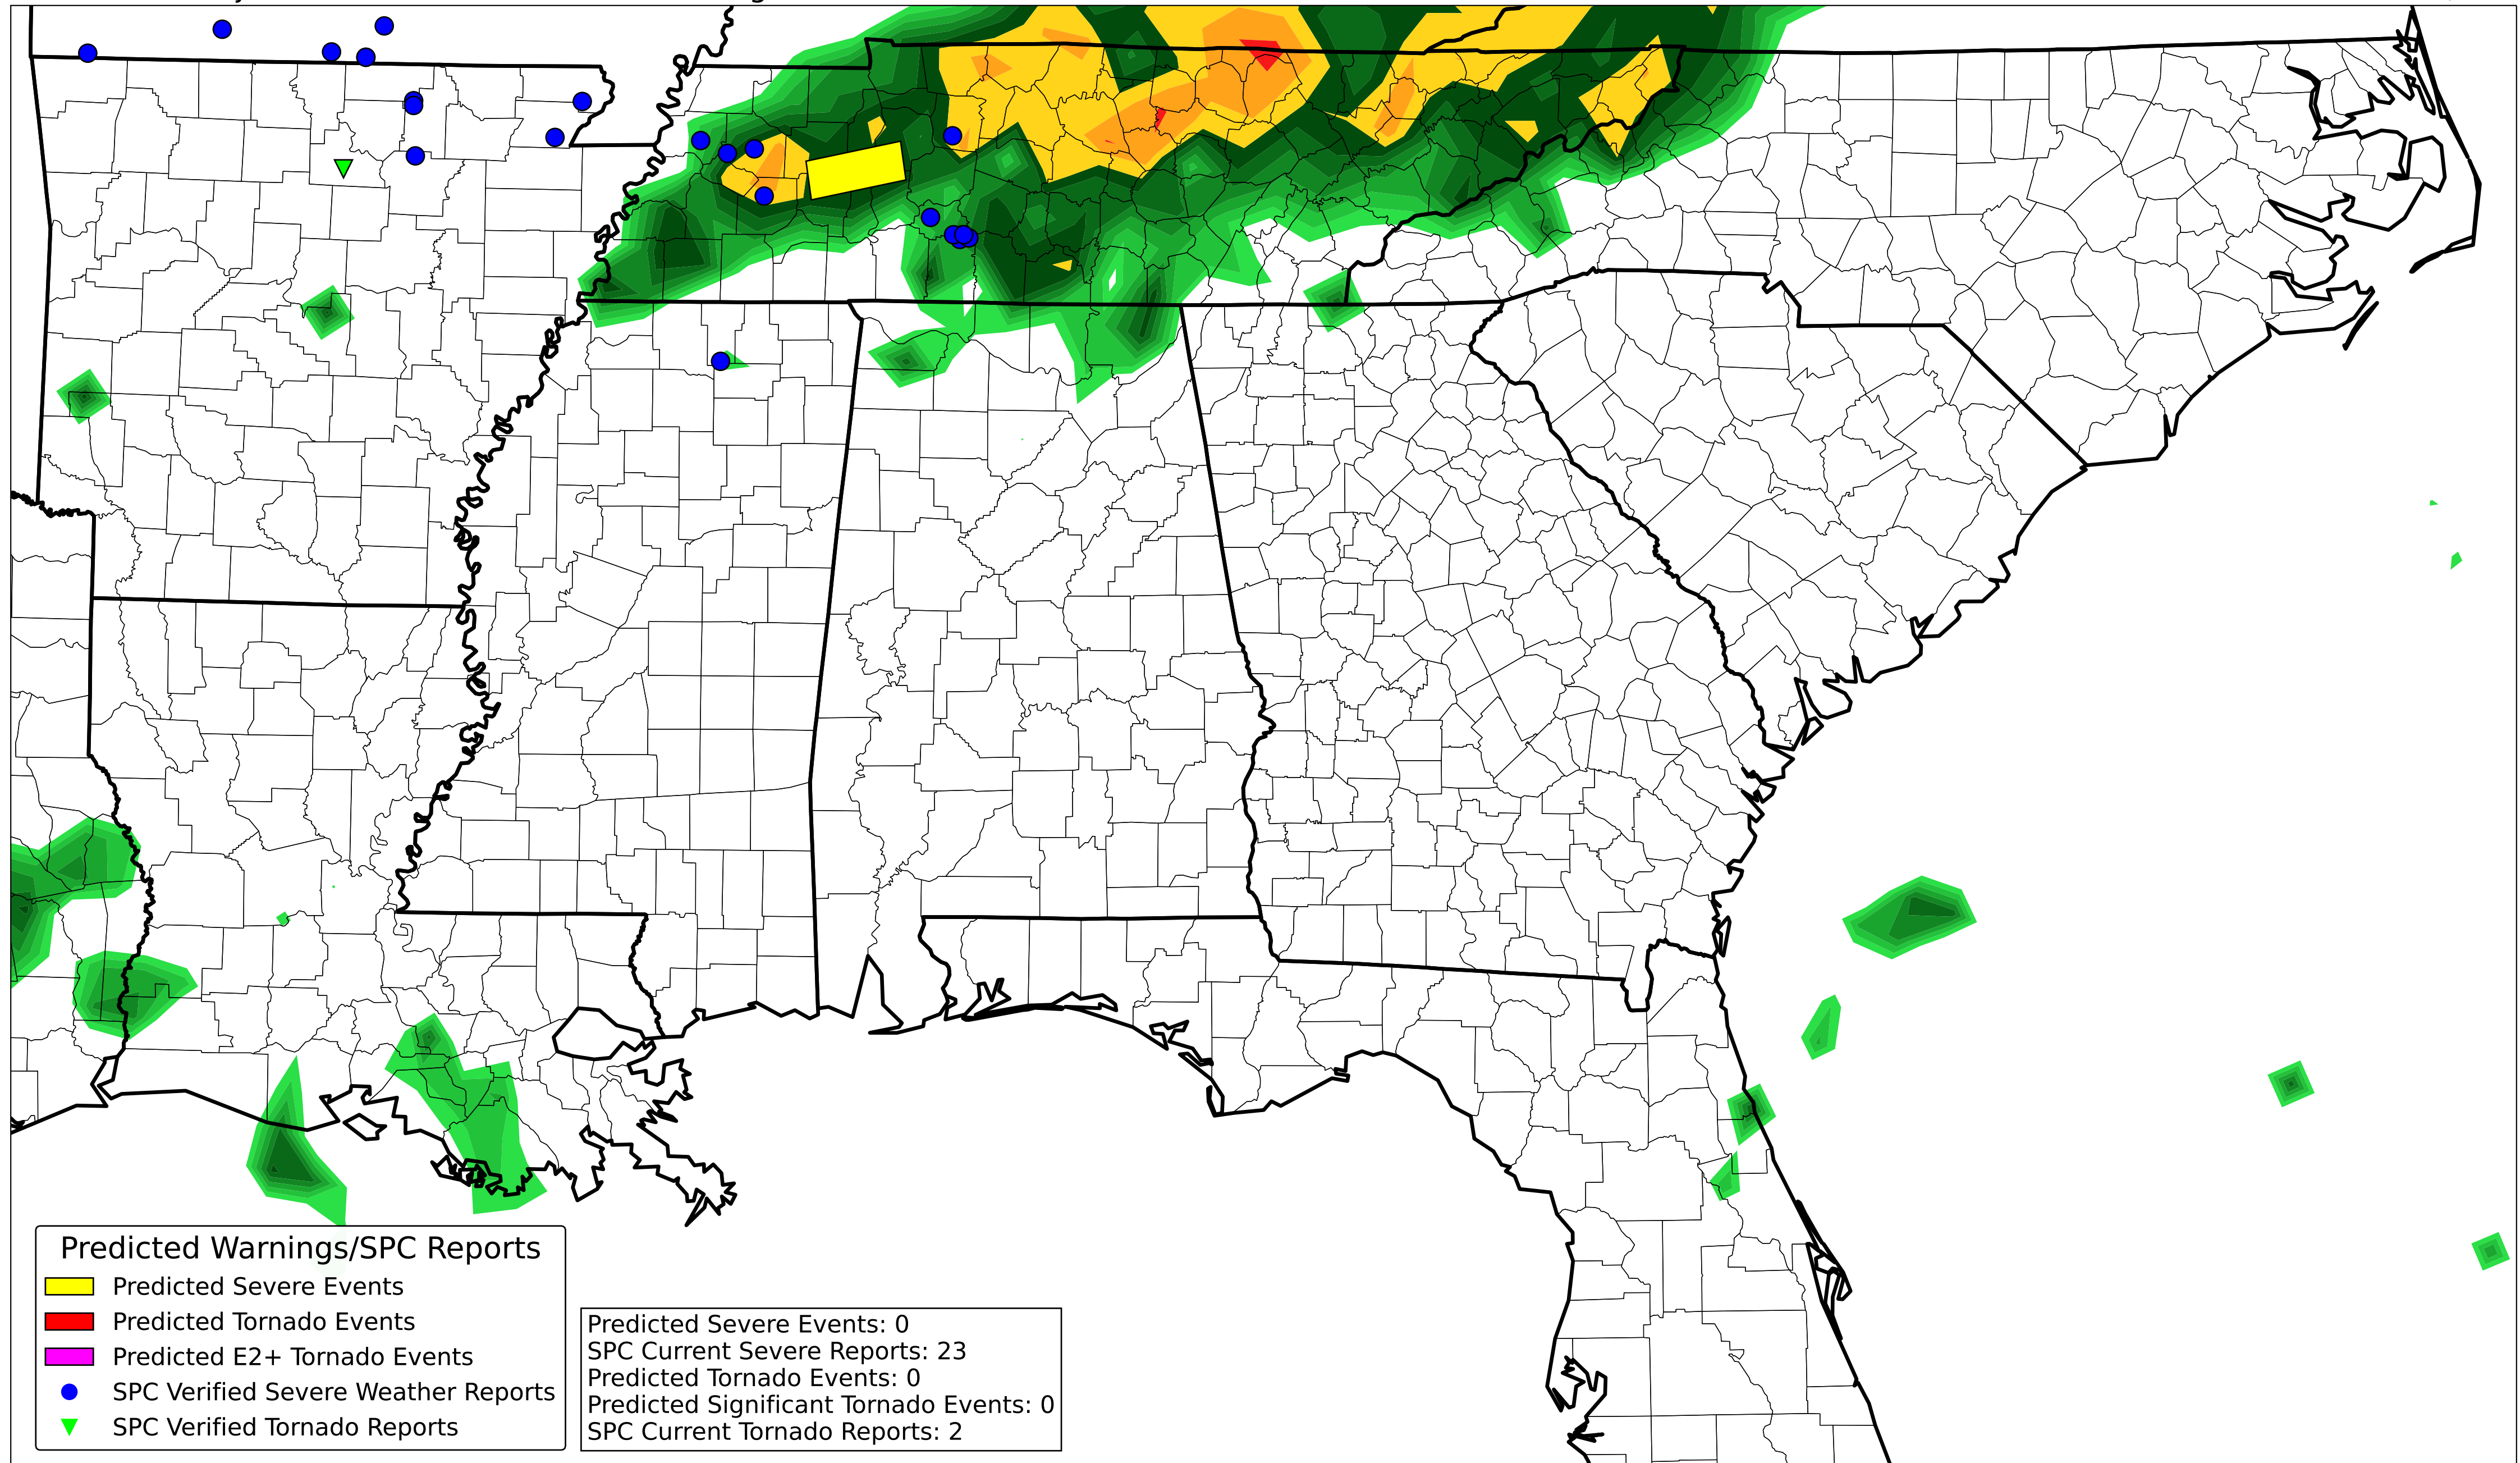 Predicted Warnings/SPC Reports
Predicted Severe Events
Predicted Tornado Events
Predicted E2+ Tornado Events
SPC Verified Severe Weather Reports
SPC Verified Tornado Reports
Predicted Severe Events: 0
SPC Current Severe Reports: 23
Predicted Tornado Events: 0
Predicted Significant Tornado Events: 0
SPC Current Tornado Reports: 2